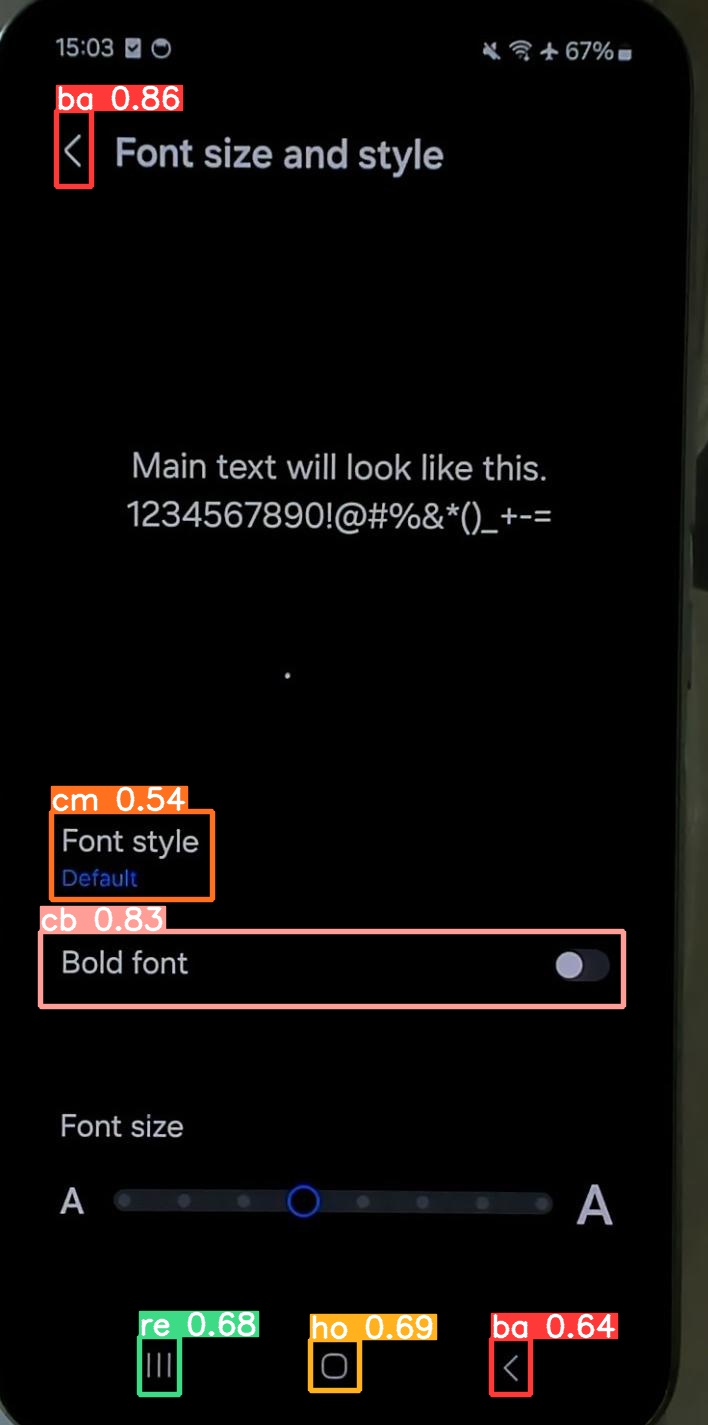 15:03
67%
ba 0.86
Font size and style
Main text will look like this.
1234567890!@#%&*()_+-=
cm 0.54
Font style
Default
cb 0.83
Bold font
Font size
A A
re 0.68 ho 0.69 ba 0.64